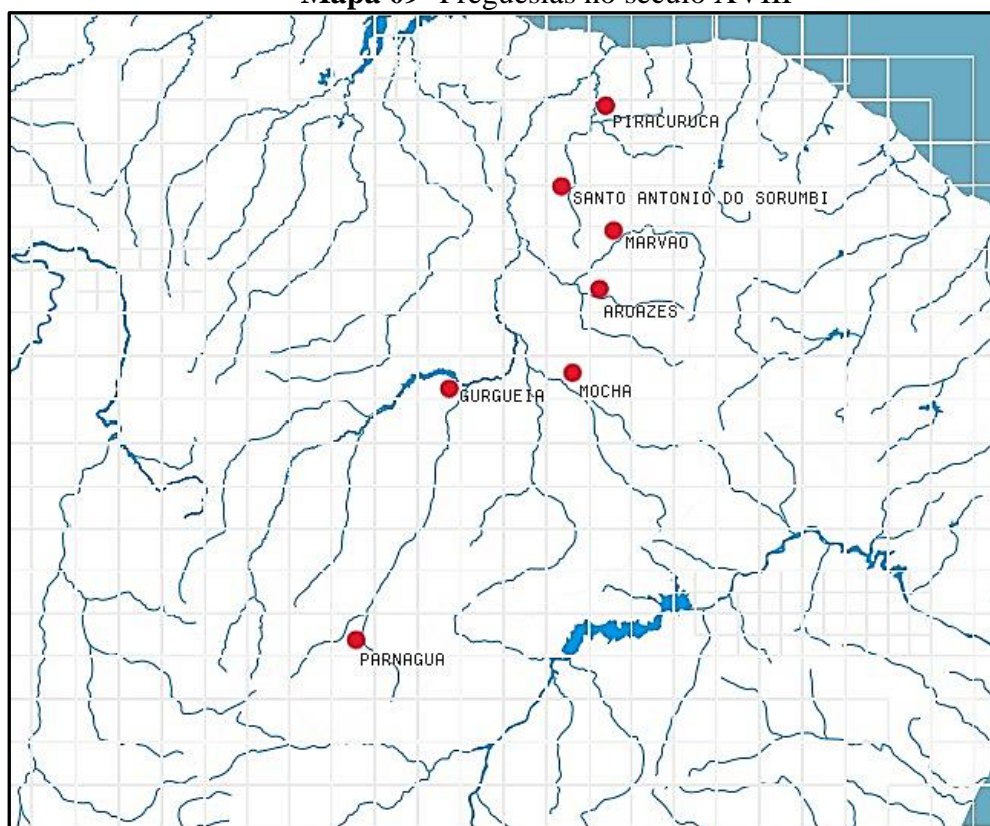 Mapa 09- Freguesias no século XVIII
PIRACURUCA
SANTO ANTONIO DO SORUMBI
MARVAO
AROAZES
MOCHA
GURGUEIA
PARNAGUA